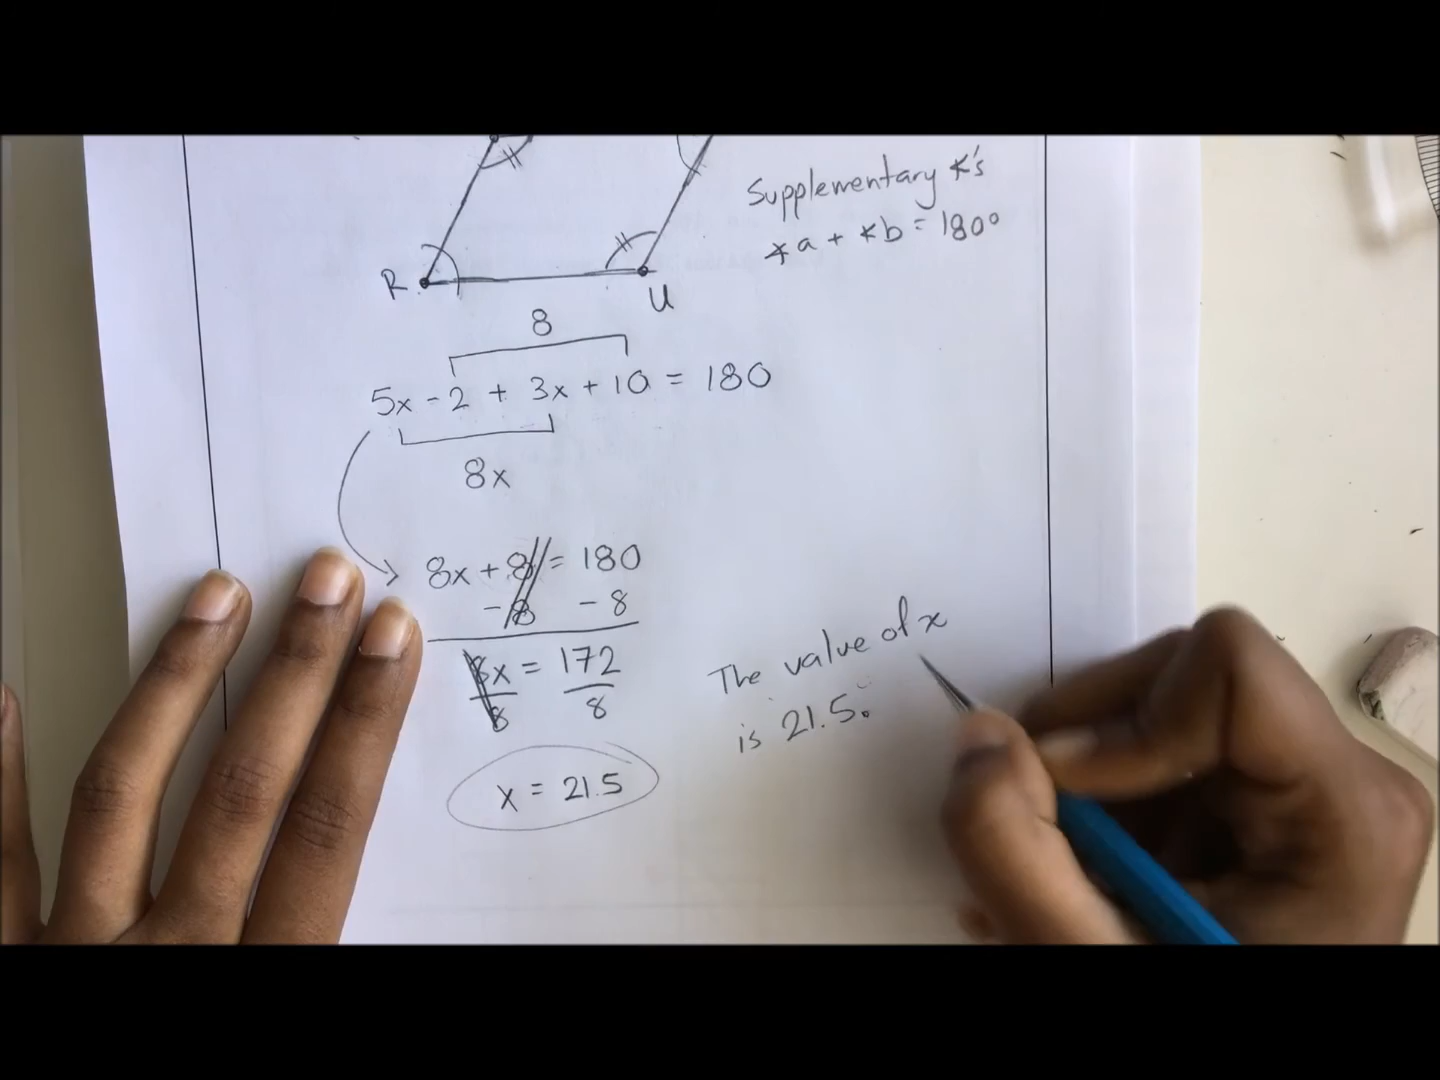 Supplementary ∠'s
∠a + ∠b = 180°
R
U
8
5x - 2 + 3x + 10 = 180
8x
8x + 8 = 180
- 8 - 8
8x = 172
8 8
x = 21.5
The value of x
is 21.5.